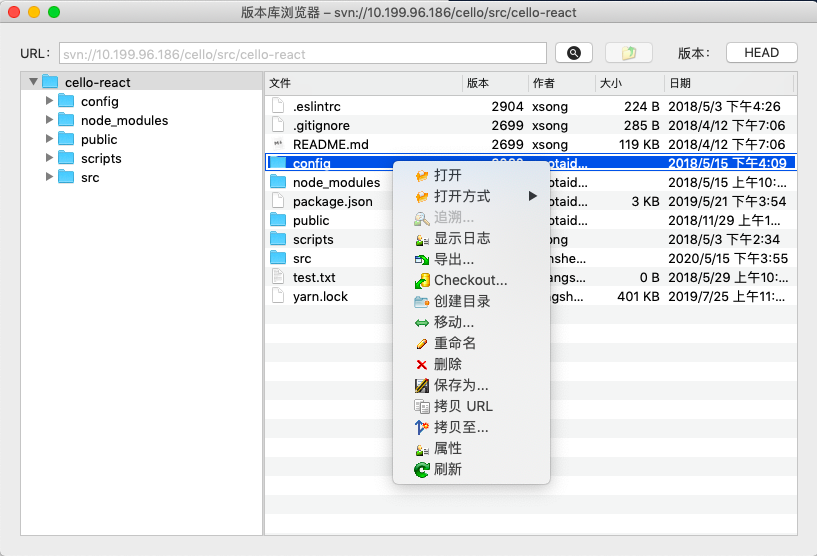 版本库浏览器 – svn://10.199.96.186/cello/src/cello-react
URL: svn://10.199.96.186/cello/src/cello-react 版本: HEAD
cello-react
config
node_modules
public
scripts
src
文件 版本 作者 大小 日期
.eslintrc 2904 xsong 224 B 2018/5/3 下午4:26
.gitignore 2699 xsong 285 B 2018/4/12 下午7:06
README.md 2699 xsong 119 KB 2018/4/12 下午7:06
config 2018/5/15 下午4:09
node_modules 2018/5/15 上午10:...
package.json 3 KB 2019/5/21 下午3:54
public 2018/11/29 上午1...
scripts 2018/5/3 下午2:34
src 2020/5/15 下午3:55
test.txt 0 B 2018/5/29 上午10:...
yarn.lock 401 KB 2019/7/25 上午11:...
打开
打开方式
追溯...
显示日志
导出...
Checkout...
创建目录
移动...
重命名
删除
保存为...
拷贝 URL
拷贝至...
属性
刷新